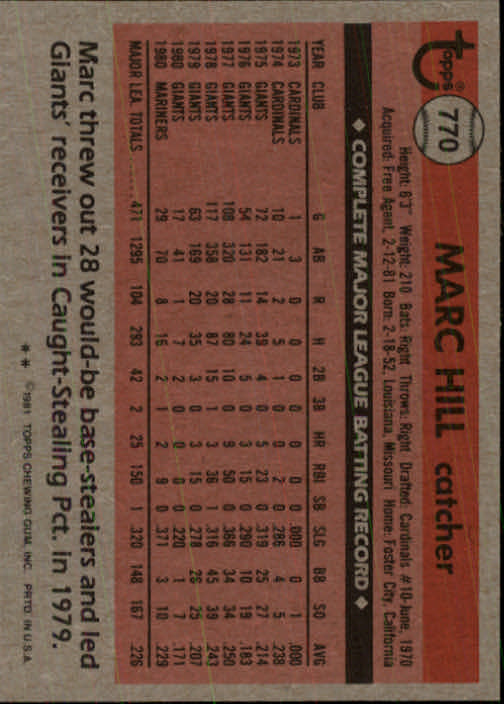 Topps®
770
MARC HILL catcher
Height: 6'3" Weight: 210 Bats: Right Throws: Right Drafted: Cardinals #10-June, 1970
Acquired: Free Agent, 2-12-81 Born: 2-18-52, Louisiana, Missouri Home: Foster City, California
◆ COMPLETE MAJOR LEAGUE BATTING RECORD ◆
YEAR CLUB G AB R H 2B 3B HR RBI SB SLG BB SO AVG
1973 CARDINALS 1 3 0 0 0 0 0 0 0 .000 0 1 .000
1974 CARDINALS 10 21 2 5 1 0 0 2 0 .286 4 5 .238
1975 GIANTS 72 182 14 39 4 0 5 23 0 .319 25 27 .214
1976 GIANTS 54 131 11 24 5 0 3 15 0 .290 10 19 .183
1977 GIANTS 108 320 28 80 10 0 9 50 0 .366 34 34 .250
1978 GIANTS 117 358 20 87 15 1 3 36 1 .316 45 39 .243
1979 GIANTS 63 169 20 35 3 0 3 15 0 .278 26 25 .207
1980 GIANTS 17 41 1 7 2 0 0 0 0 .220 1 7 .171
1980 MARINERS 29 70 8 16 2 1 2 9 0 .371 3 10 .229
MAJOR LEA. TOTALS 471 1295 104 293 42 2 25 150 1 .320 148 167 .226
Marc threw out 28 would-be base-stealers and led
Giants' receivers in Caught-Stealing Pct. in 1979.
** ©1981 TOPPS CHEWING GUM, INC. PRTD. IN U.S.A.